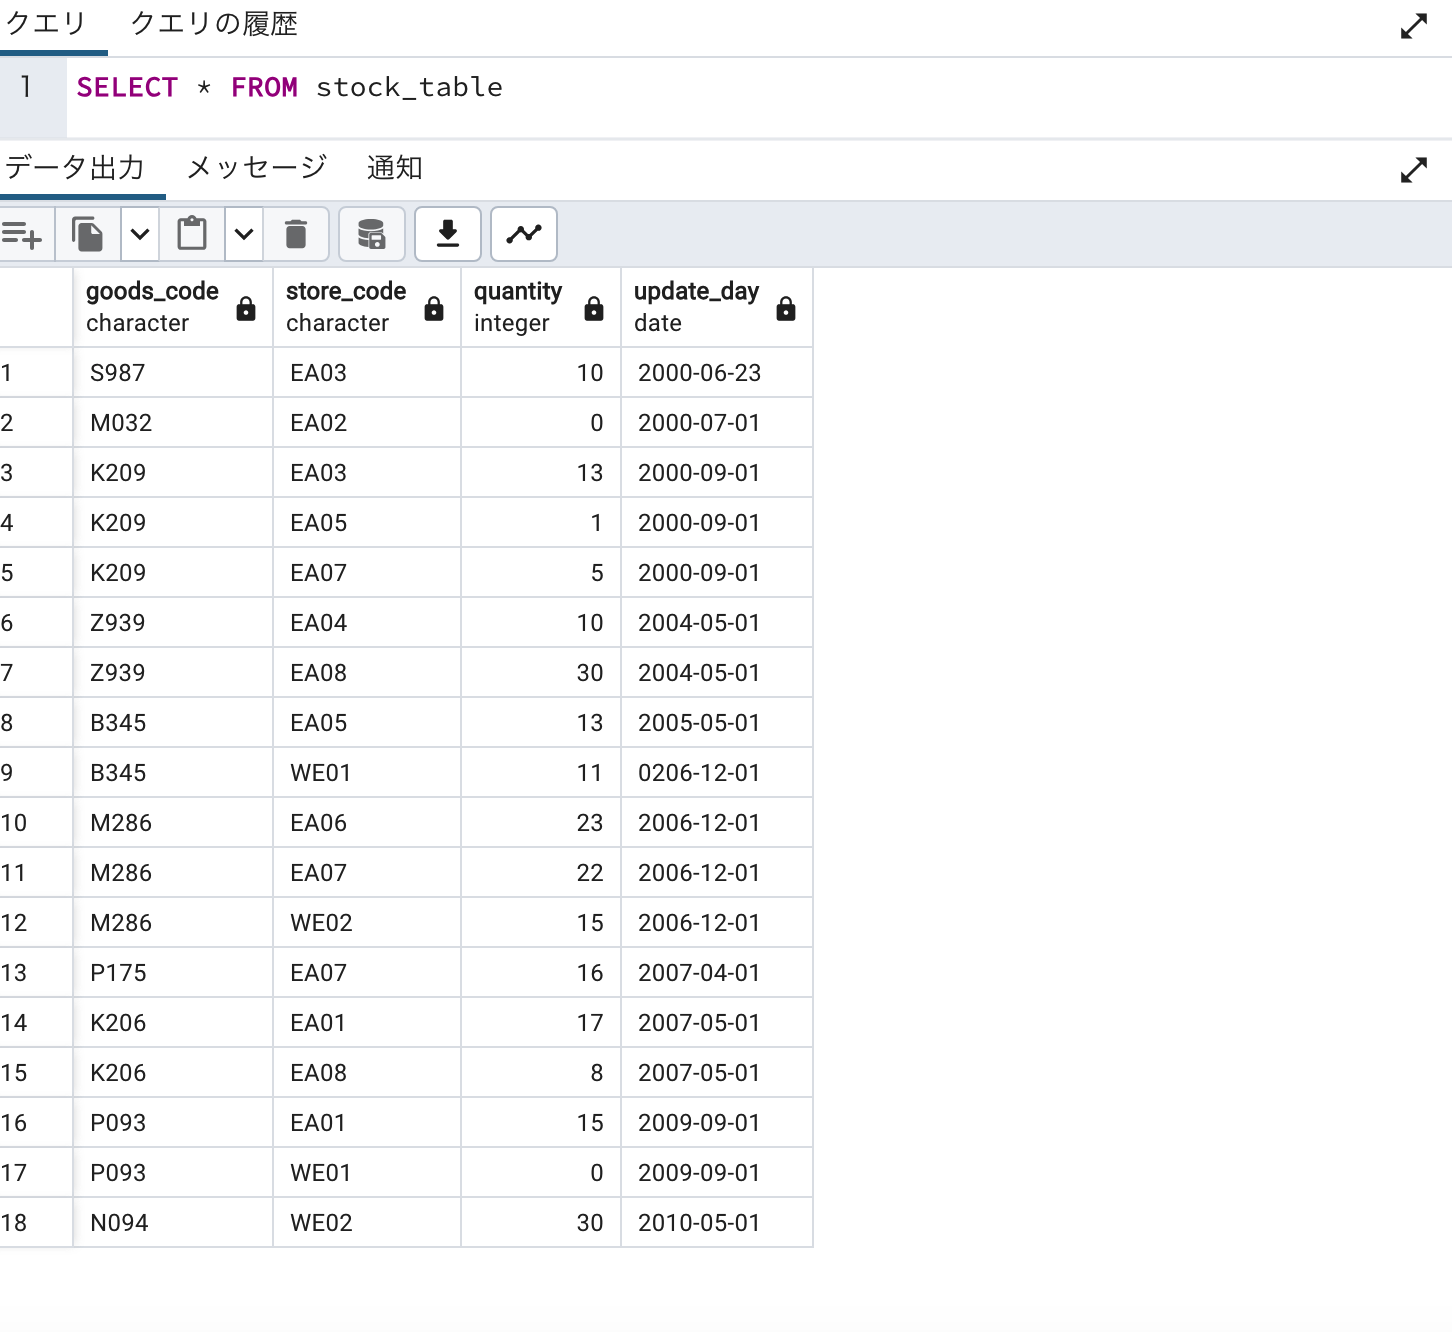 クエリ クエリの履歴
1 SELECT * FROM stock_table
データ出力 メッセージ 通知
goods_code store_code quantity update_day
character character integer date
1 S987 EA03 10 2000-06-23
2 M032 EA02 0 2000-07-01
3 K209 EA03 13 2000-09-01
4 K209 EA05 1 2000-09-01
5 K209 EA07 5 2000-09-01
6 Z939 EA04 10 2004-05-01
7 Z939 EA08 30 2004-05-01
8 B345 EA05 13 2005-05-01
9 B345 WE01 11 0206-12-01
10 M286 EA06 23 2006-12-01
11 M286 EA07 22 2006-12-01
12 M286 WE02 15 2006-12-01
13 P175 EA07 16 2007-04-01
14 K206 EA01 17 2007-05-01
15 K206 EA08 8 2007-05-01
16 P093 EA01 15 2009-09-01
17 P093 WE01 0 2009-09-01
18 N094 WE02 30 2010-05-01